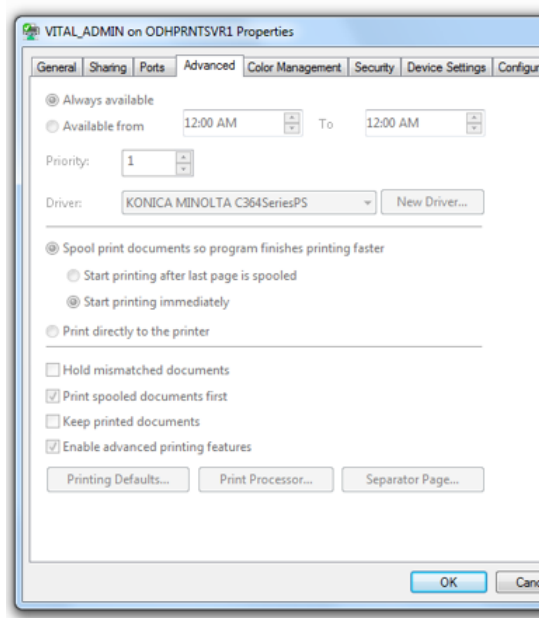 VITAL_ADMIN on ODHPRNTSVR1 Properties
General Sharing Ports Advanced Color Management Security Device Settings Configur
Always available
Available from 12:00 AM To 12:00 AM
Priority: 1
Driver: KONICA MINOLTA C364SeriesPS New Driver...
Spool print documents so program finishes printing faster
Start printing after last page is spooled
Start printing immediately
Print directly to the printer
Hold mismatched documents
Print spooled documents first
Keep printed documents
Enable advanced printing features
Printing Defaults... Print Processor... Separator Page...
OK Canc